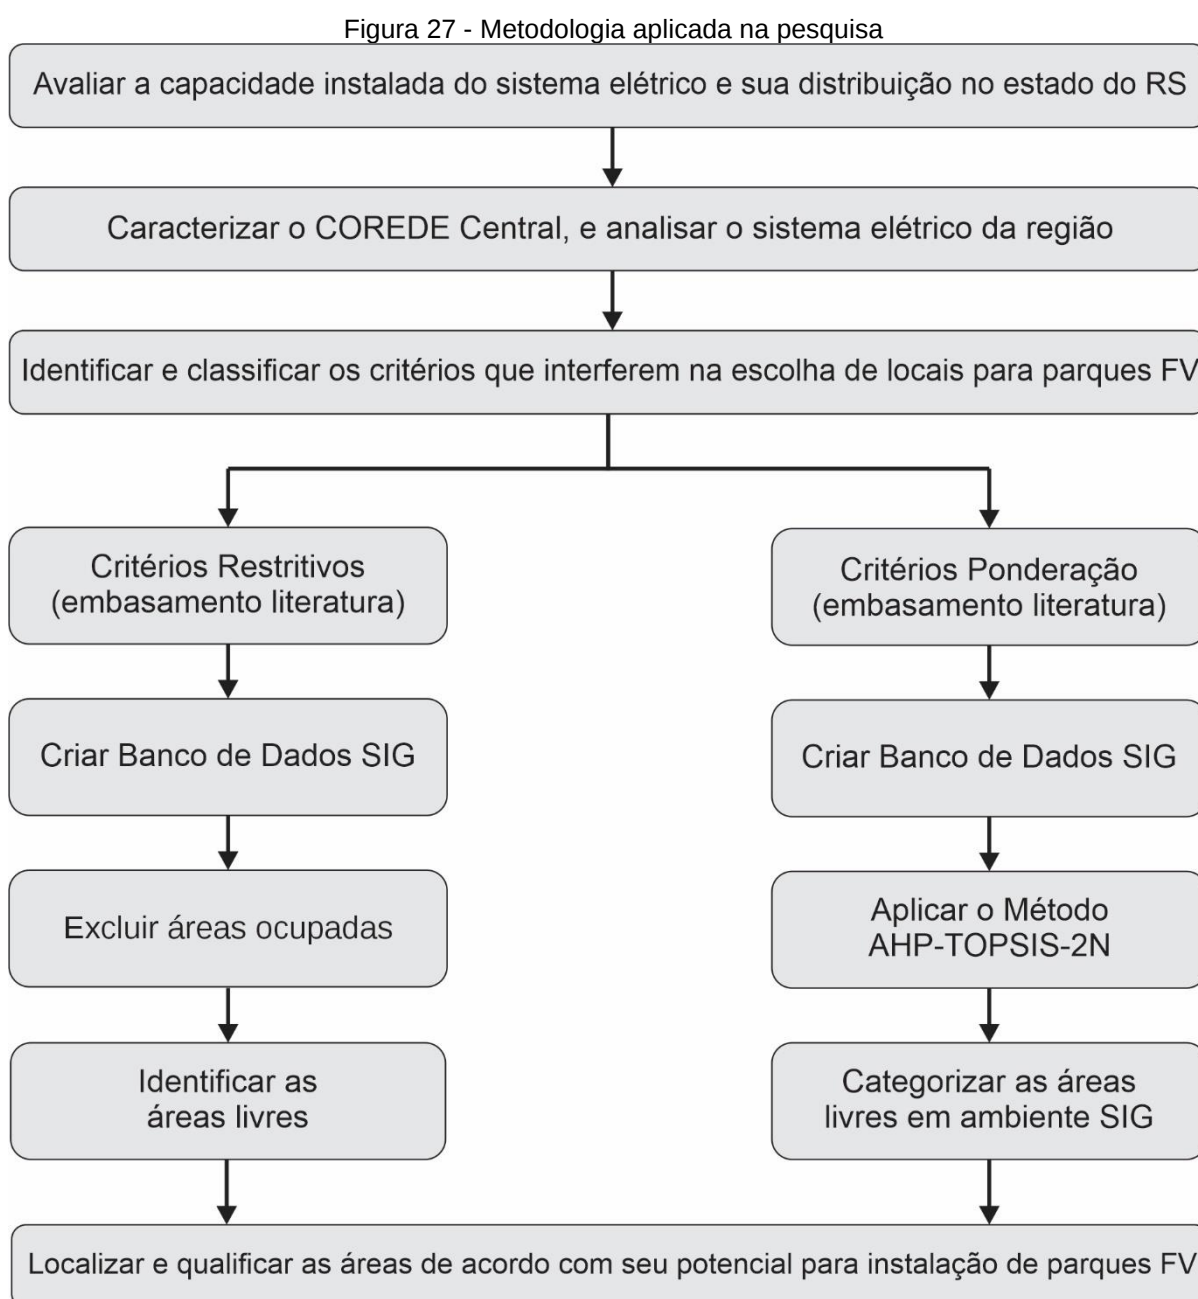 Figura 27 - Metodologia aplicada na pesquisa
Avaliar a capacidade instalada do sistema elétrico e sua distribuição no estado do RS
Caracterizar o COREDE Central, e analisar o sistema elétrico da região
Identificar e classificar os critérios que interferem na escolha de locais para parques FV
Critérios Restritivos
(embasamento literatura)
Criar Banco de Dados SIG
Excluir áreas ocupadas
Identificar as
áreas livres
Critérios Ponderação
(embasamento literatura)
Criar Banco de Dados SIG
Aplicar o Método
AHP-TOPSIS-2N
Categorizar as áreas
livres em ambiente SIG
Localizar e qualificar as áreas de acordo com seu potencial para instalação de parques FV